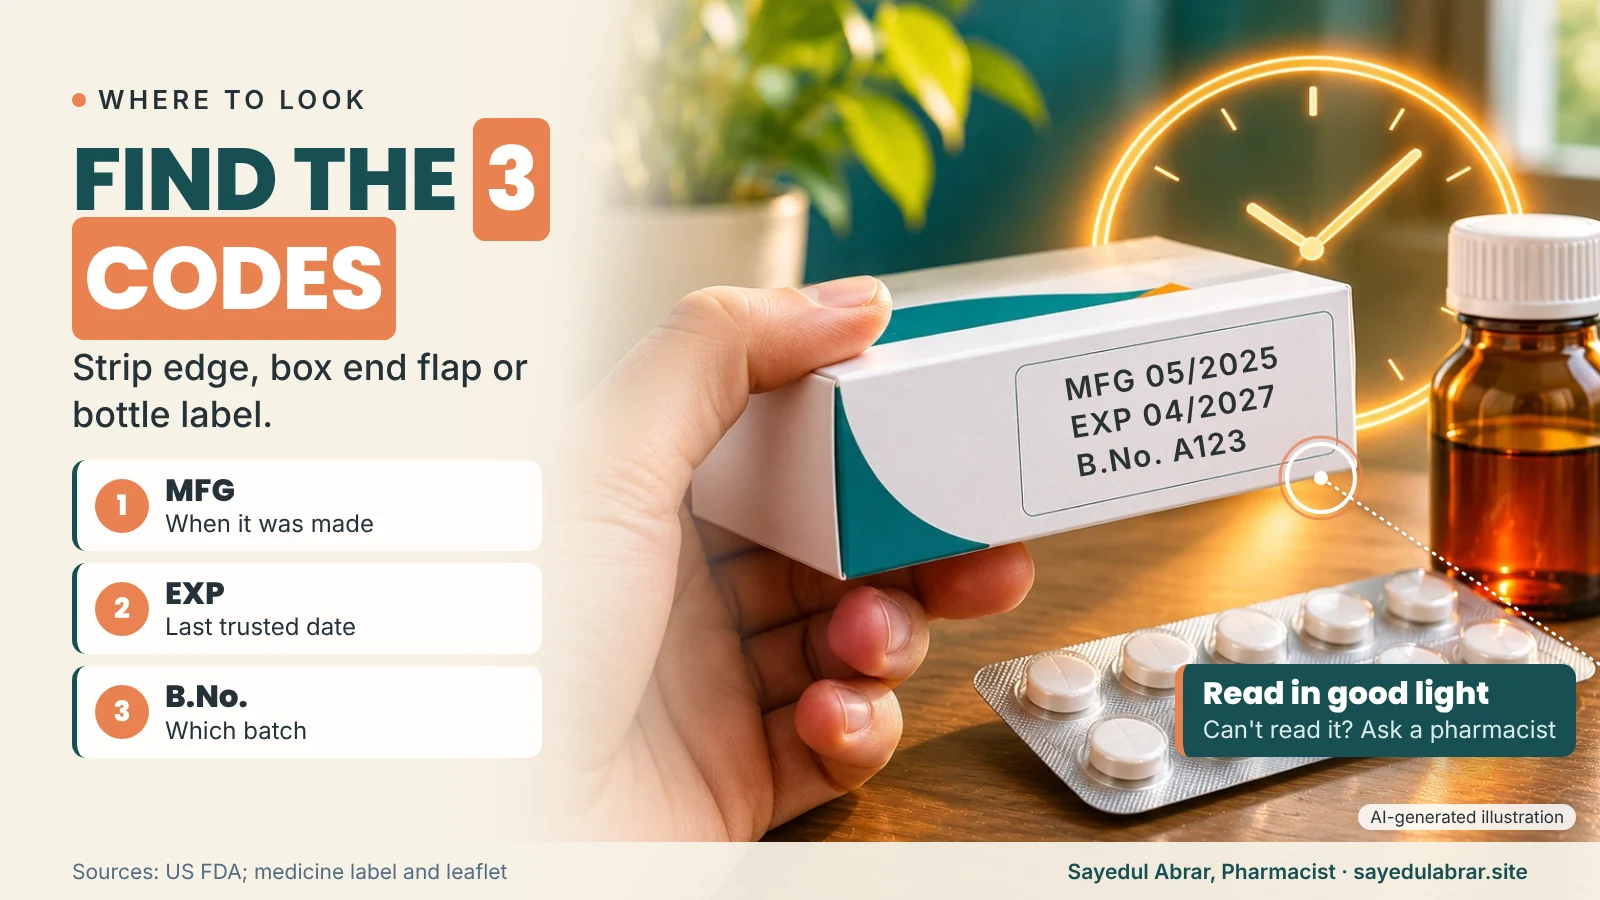 WHERE TO LOOK
FIND THE 3
CODES
Strip edge, box end flap or
bottle label.
1
MFG
When it was made
2
EXP
Last trusted date
3
B.No.
Which batch
MFG 05/2025
EXP 04/2027
B.No. A123
Read in good light
Can't read it? Ask a pharmacist
AI-generated illustration
Sources: US FDA; medicine label and leaflet
Sayedul Abrar, Pharmacist · sayedulabrar.site